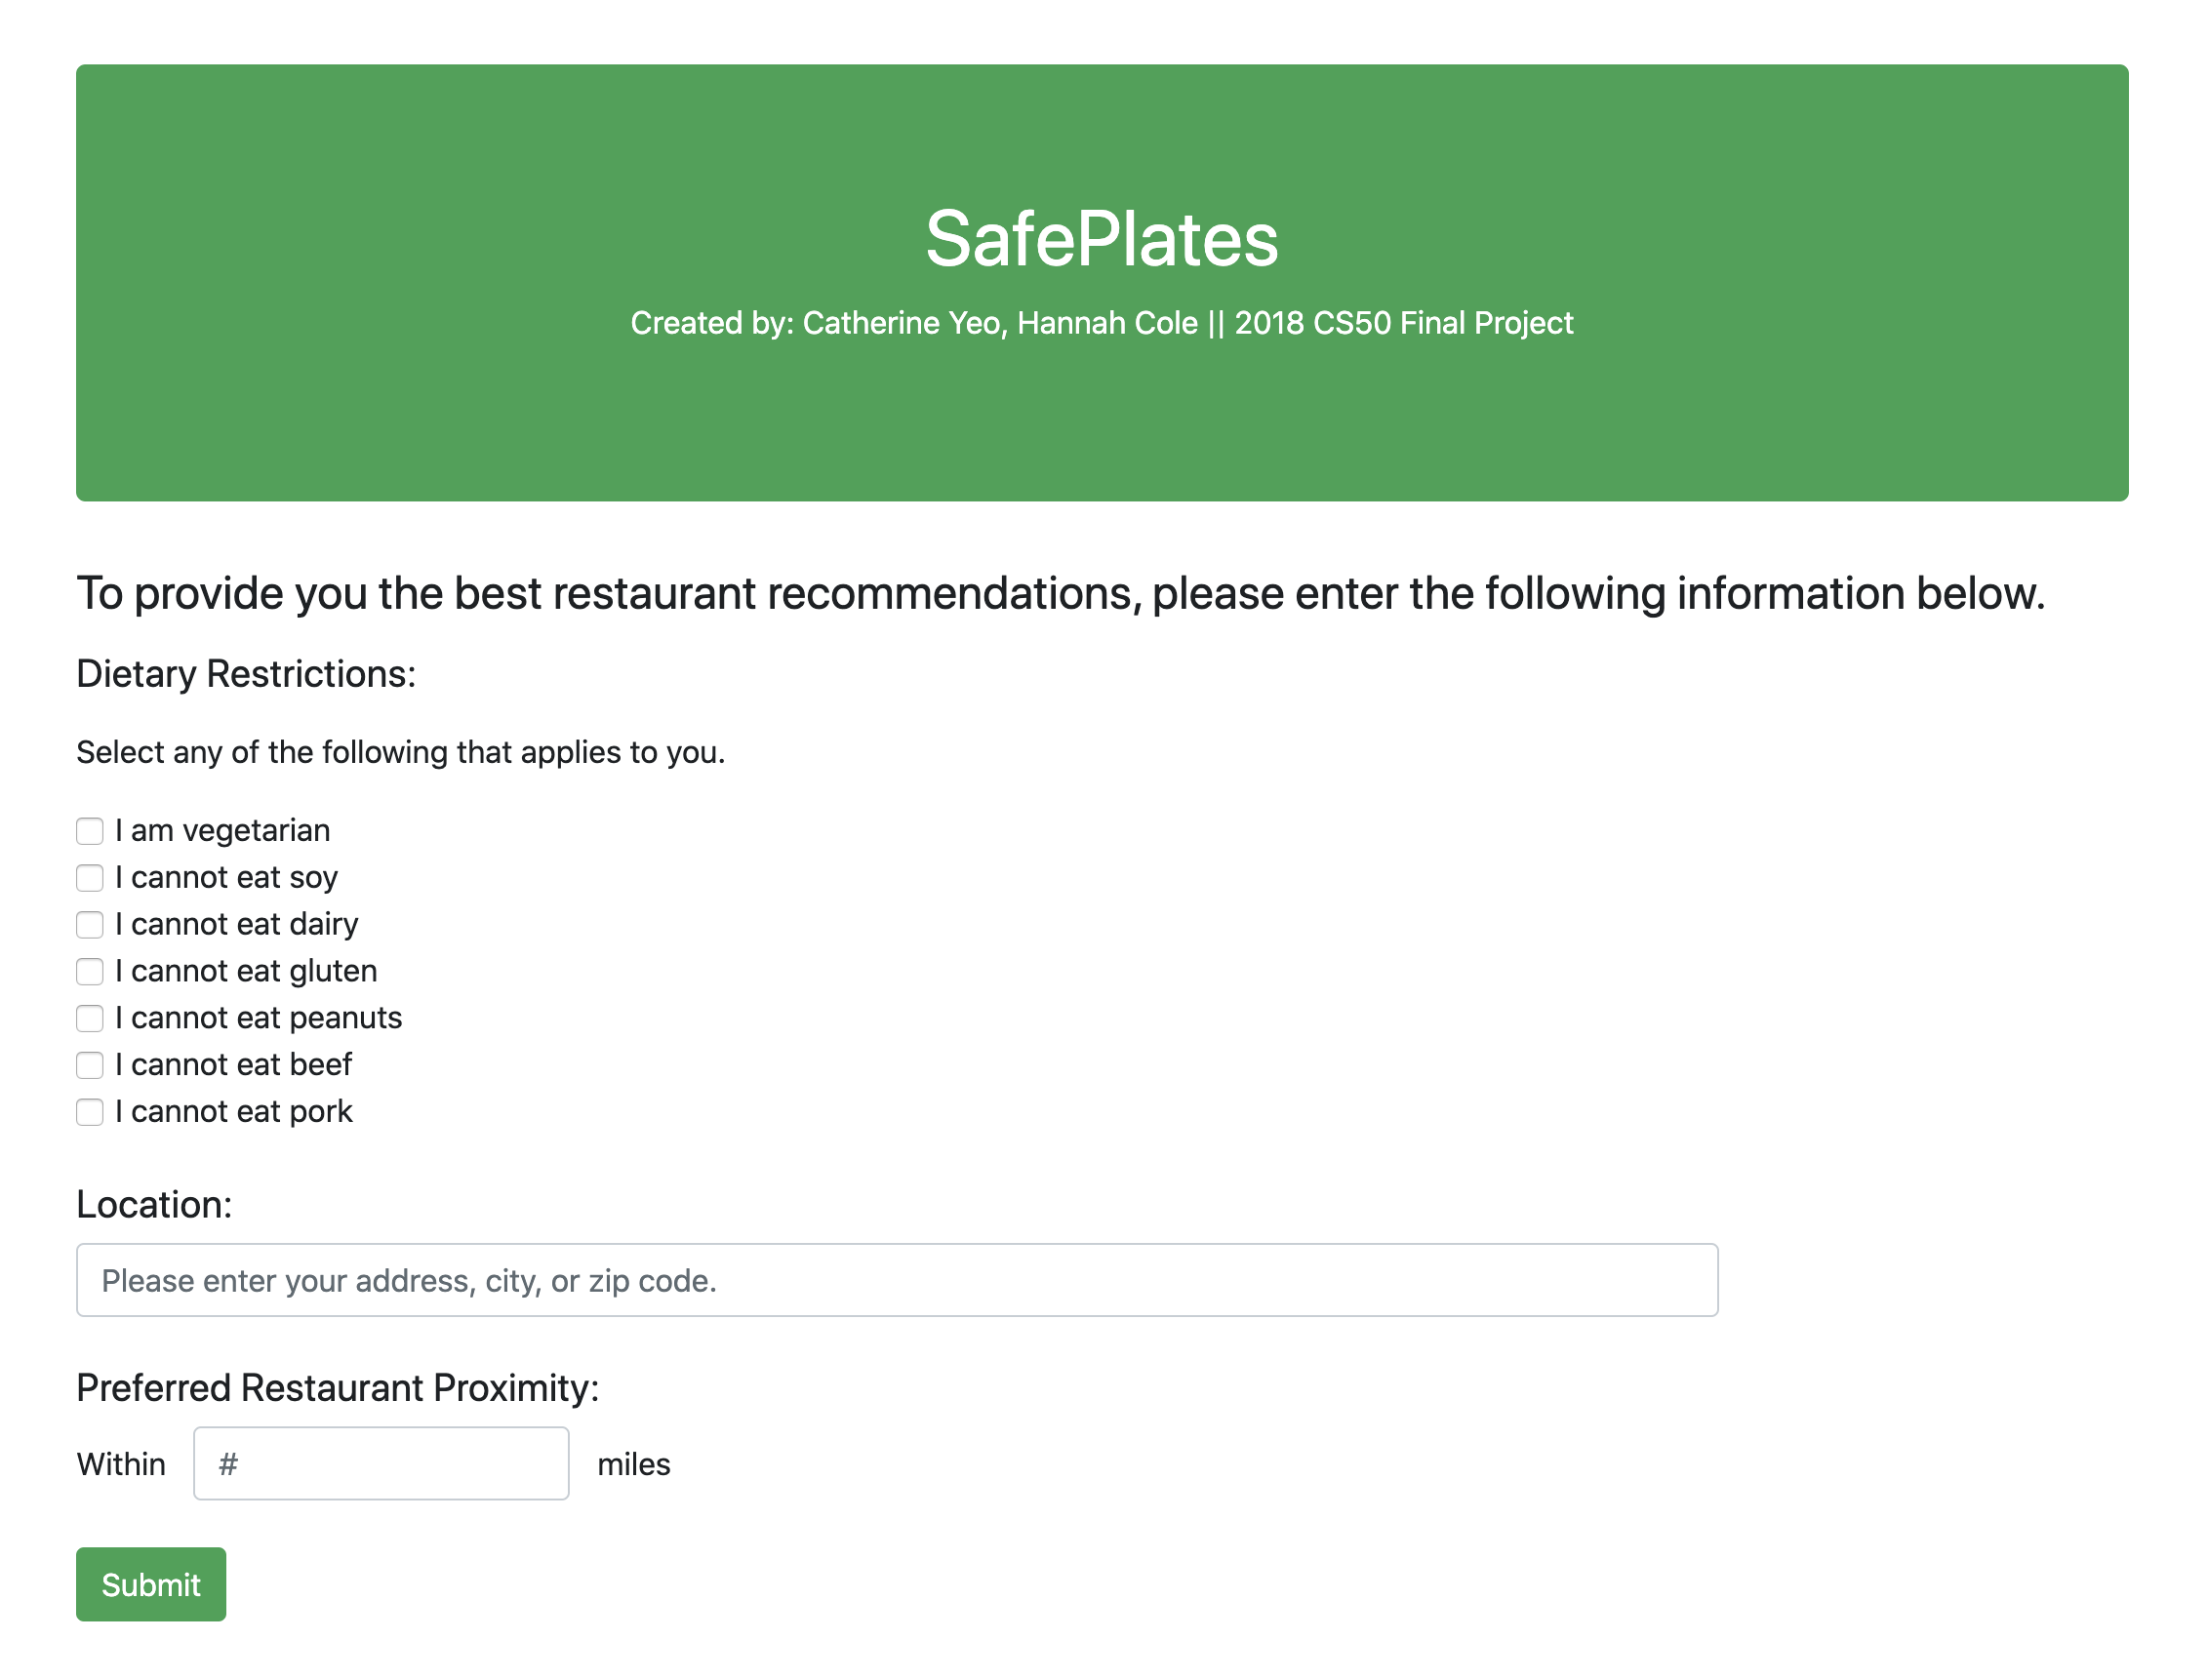 SafePlates
Created by: Catherine Yeo, Hannah Cole || 2018 CS50 Final Project
To provide you the best restaurant recommendations, please enter the following information below.
Dietary Restrictions:
Select any of the following that applies to you.
I am vegetarian
I cannot eat soy
I cannot eat dairy
I cannot eat gluten
I cannot eat peanuts
I cannot eat beef
I cannot eat pork
Location:
Please enter your address, city, or zip code.
Preferred Restaurant Proximity:
Within # miles
Submit